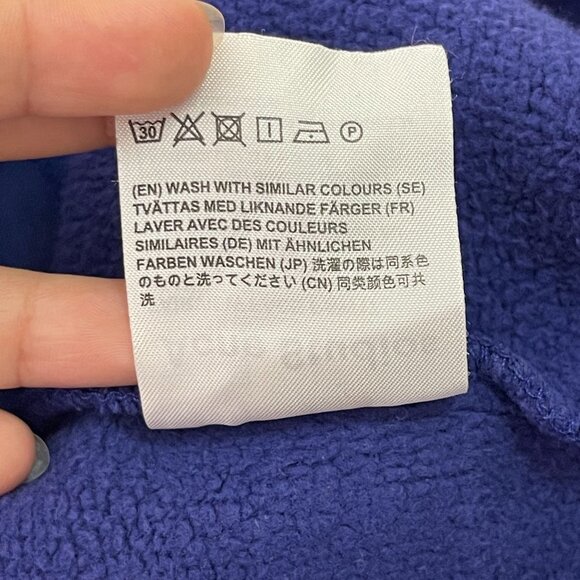 30 P
(EN) WASH WITH SIMILAR COLOURS (SE)
TVÄTTAS MED LIKNANDE FÄRGER (FR)
LAVER AVEC DES COULEURS
SIMILAIRES (DE) MIT ÄHNLICHEN
FARBEN WASCHEN (JP) 洗濯の際は同系色
のものと洗ってください (CN) 同类颜色可共
洗